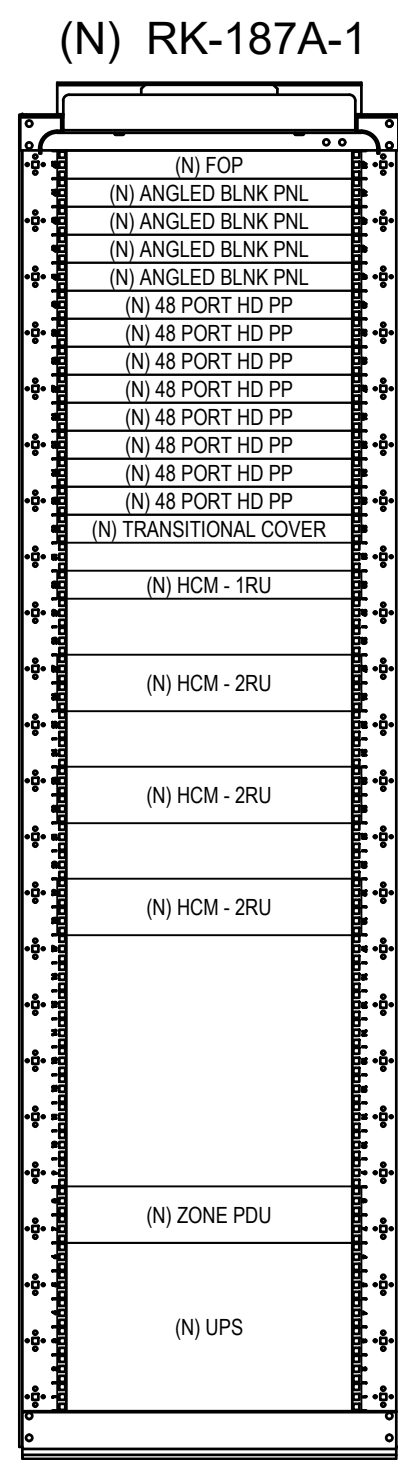 (N) RK-187A-1
(N) FOP
(N) ANGLED BLNK PNL
(N) ANGLED BLNK PNL
(N) ANGLED BLNK PNL
(N) ANGLED BLNK PNL
(N) 48 PORT HD PP
(N) 48 PORT HD PP
(N) 48 PORT HD PP
(N) 48 PORT HD PP
(N) 48 PORT HD PP
(N) 48 PORT HD PP
(N) 48 PORT HD PP
(N) 48 PORT HD PP
(N) TRANSITIONAL COVER
(N) HCM - 1RU
(N) HCM - 2RU
(N) HCM - 2RU
(N) HCM - 2RU
(N) ZONE PDU
(N) UPS